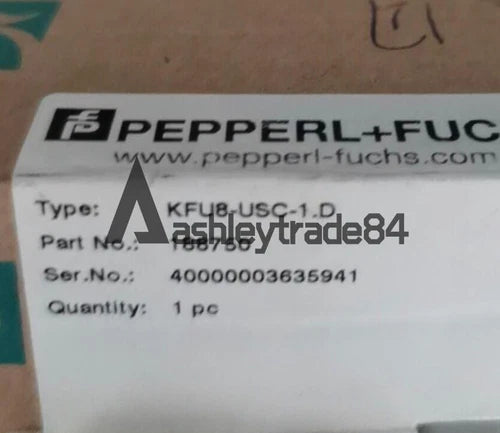 PEPPERL+FUC
www.pepperl-fuchs.com
Type: KFU8-USC-1.D
Ashleytrade84
Part No.:
Ser.No.: 40000003635941
Quantity: 1 pc